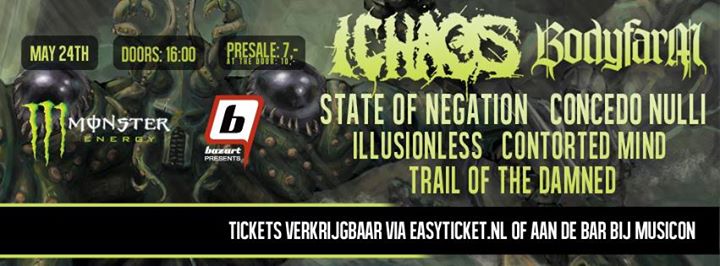 MAY 24TH
DOORS: 16:00
PRESALE: 7,-
AT THE DOOR: 10,-
ICHAOS
BODYFARM
MONSTER
ENERGY
b
bazart
PRESENTS
STATE OF NEGATION CONCEDO NULLI
ILLUSIONLESS CONTORTED MIND
TRAIL OF THE DAMNED
TICKETS VERKRIJGBAAR VIA EASYTICKET.NL OF AAN DE BAR BIJ MUSICON